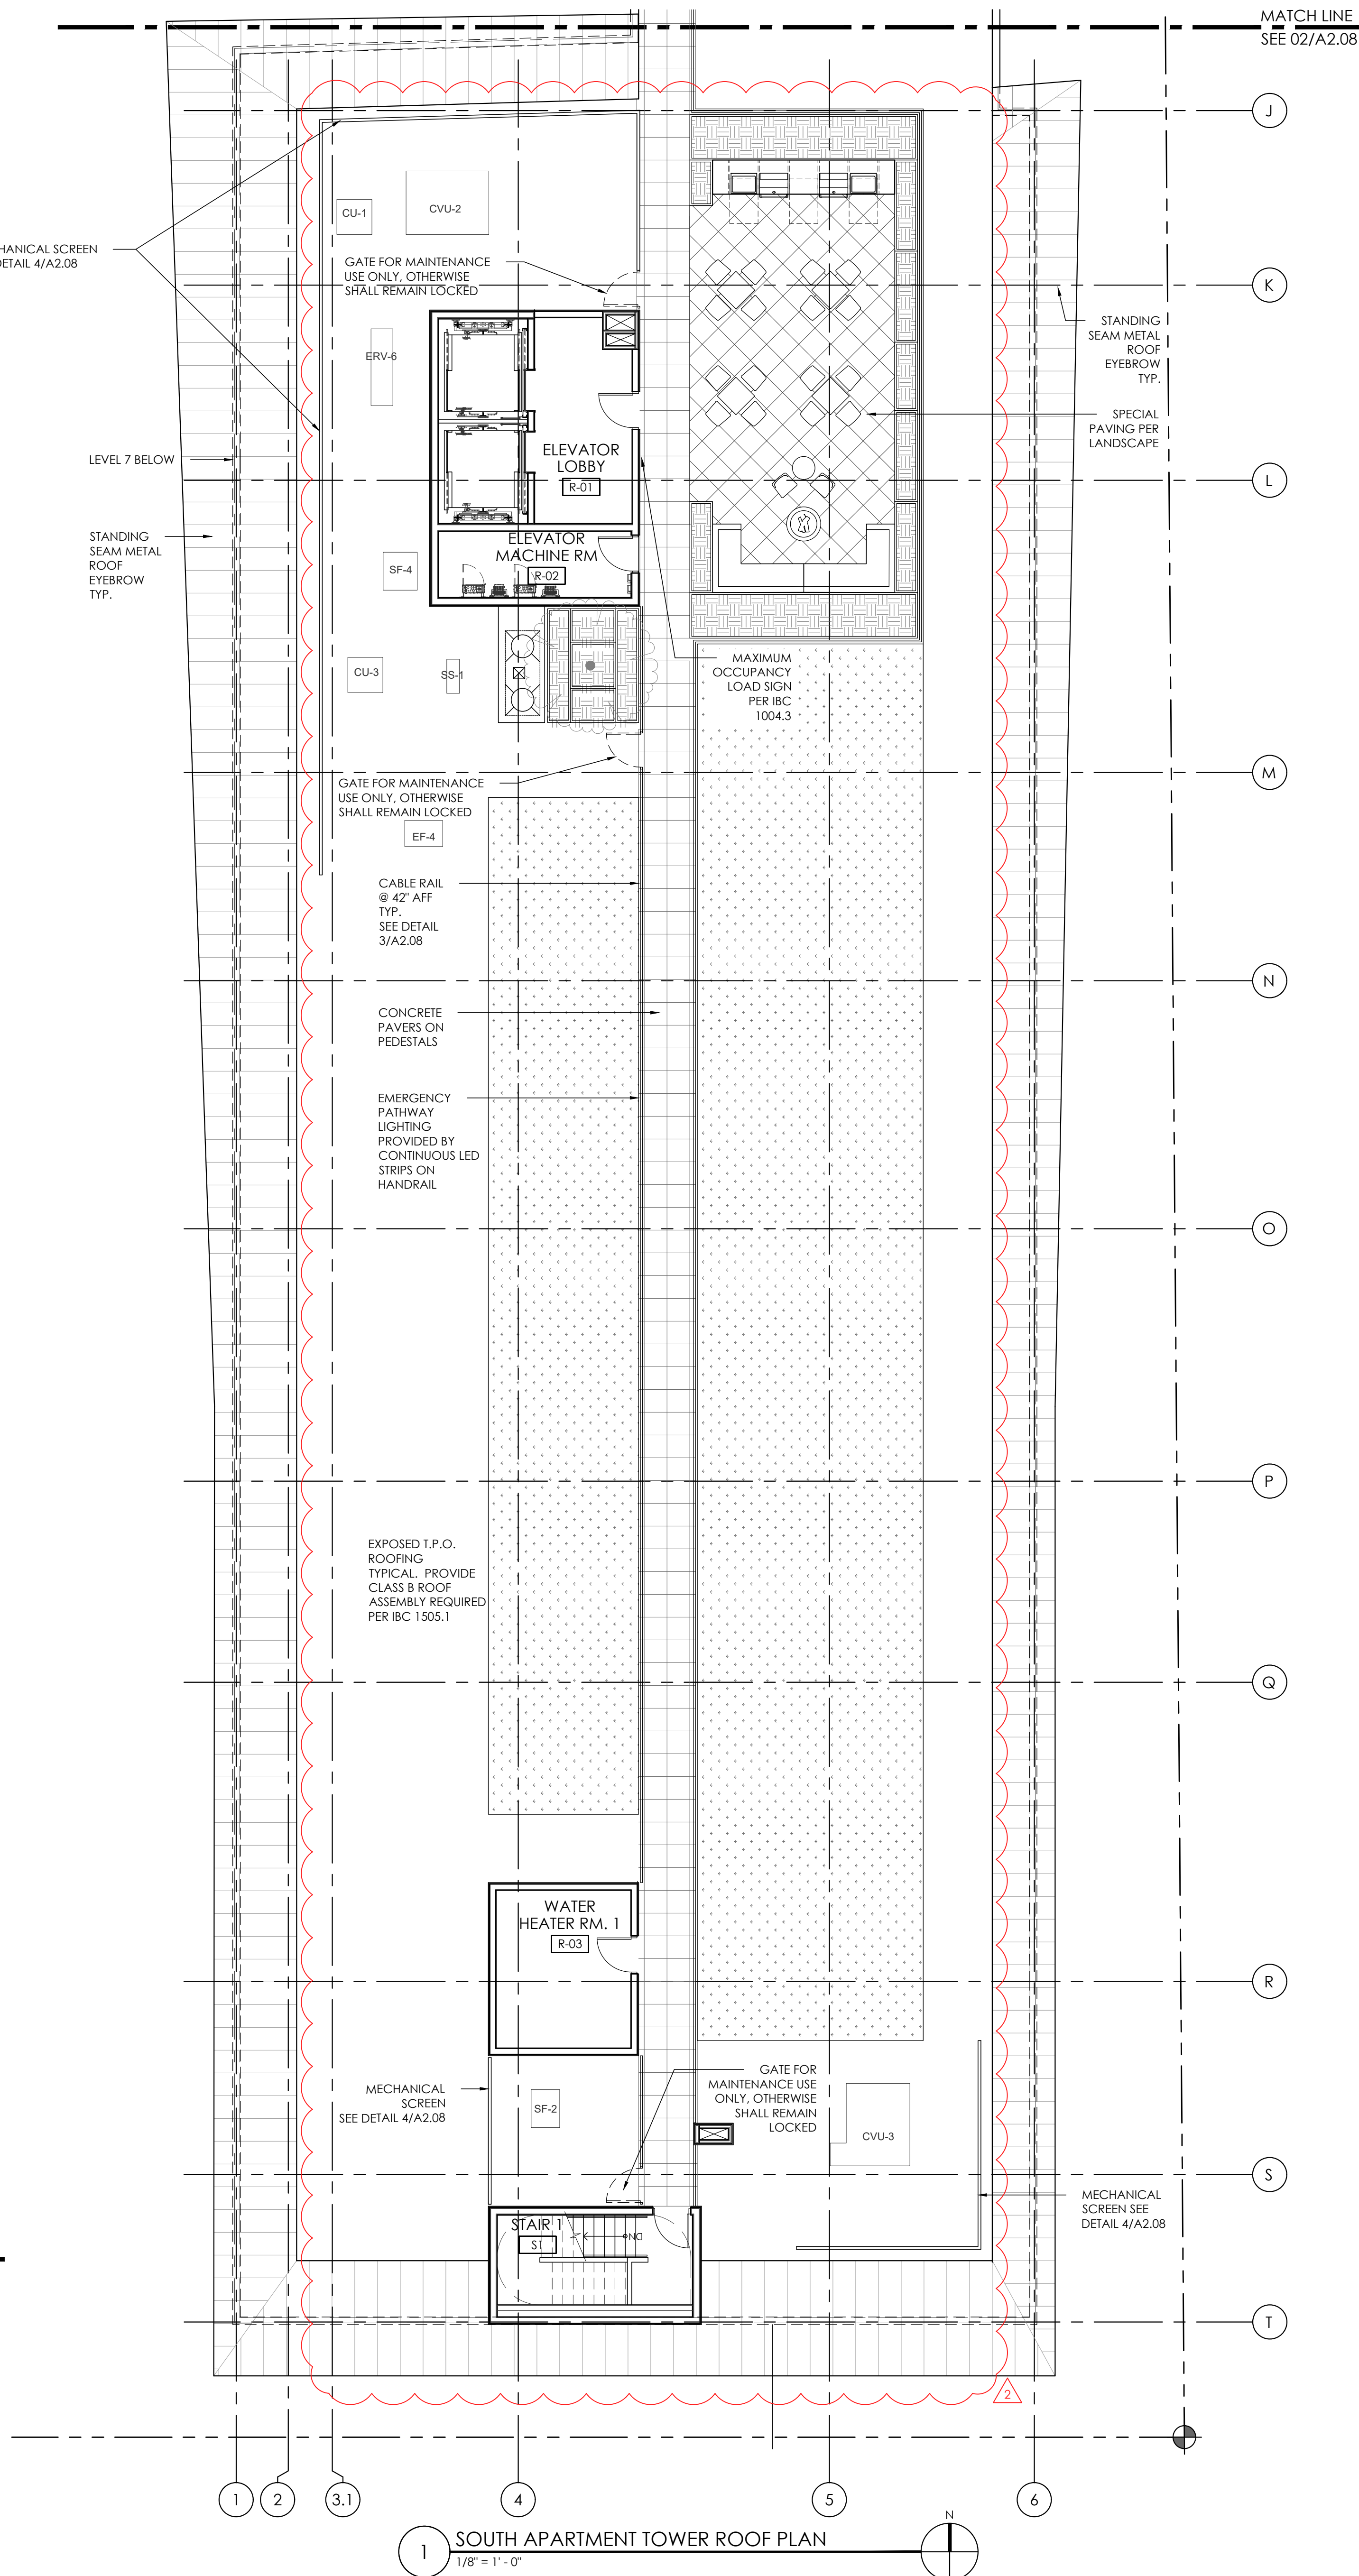 MATCH LINE
SEE 02/A2.08
J
CU-1
CVU-2
HANICAL SCREEN
DETAIL 4/A2.08
GATE FOR MAINTENANCE
USE ONLY, OTHERWISE
SHALL REMAIN LOCKED
K
STANDING
SEAM METAL
ROOF
EYEBROW
TYP.
ERV-6
SPECIAL
PAVING PER
LANDSCAPE
LEVEL 7 BELOW
ELEVATOR
LOBBY
R-01
L
STANDING
SEAM METAL
ROOF
EYEBROW
TYP.
ELEVATOR
MACHINE RM
R-02
SF-4
CU-3
SS-1
MAXIMUM
OCCUPANCY
LOAD SIGN
PER IBC
1004.3
M
GATE FOR MAINTENANCE
USE ONLY, OTHERWISE
SHALL REMAIN LOCKED
EF-4
CABLE RAIL
@ 42" AFF
TYP.
SEE DETAIL
3/A2.08
N
CONCRETE
PAVERS ON
PEDESTALS
EMERGENCY
PATHWAY
LIGHTING
PROVIDED BY
CONTINUOUS LED
STRIPS ON
HANDRAIL
O
P
EXPOSED T.P.O.
ROOFING
TYPICAL. PROVIDE
CLASS B ROOF
ASSEMBLY REQUIRED
PER IBC 1505.1
Q
WATER
HEATER RM. 1
R-03
R
MECHANICAL
SCREEN
SEE DETAIL 4/A2.08
SF-2
GATE FOR
MAINTENANCE USE
ONLY, OTHERWISE
SHALL REMAIN
LOCKED
CVU-3
S
MECHANICAL
SCREEN SEE
DETAIL 4/A2.08
STAIR 1
S1
DN
T
2
1
2
3.1
4
5
6
N
1
SOUTH APARTMENT TOWER ROOF PLAN
1/8" = 1' - 0"